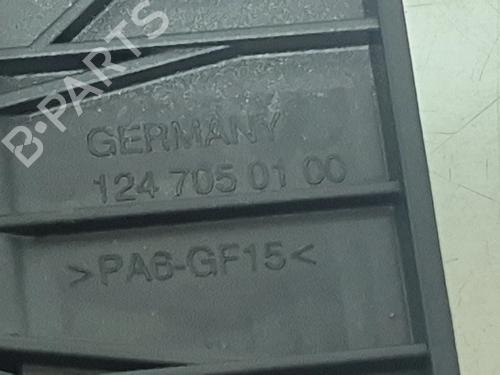 B-PARTS
GERMANY
124 705 01 00
>PA6-GF15<